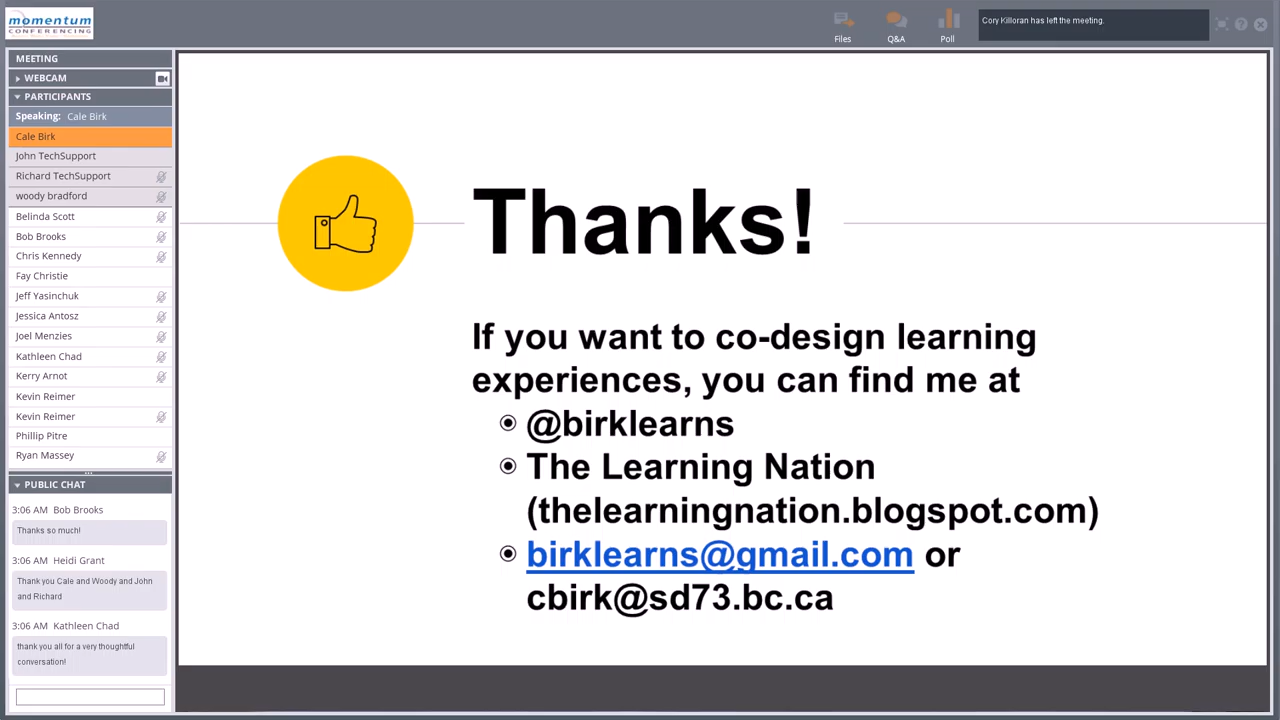 momentum
CONFERENCING
Files
Q&A
Poll
Cory Killoran has left the meeting.
MEETING
WEBCAM
PARTICIPANTS
Speaking: Cale Birk
Cale Birk
John TechSupport
Richard TechSupport
woody bradford
Belinda Scott
Bob Brooks
Chris Kennedy
Fay Christie
Jeff Yasinchuk
Jessica Antosz
Joel Menzies
Kathleen Chad
Kerry Arnot
Kevin Reimer
Kevin Reimer
Phillip Pitre
Ryan Massey
PUBLIC CHAT
3:06 AM Bob Brooks
Thanks so much!
3:06 AM Heidi Grant
Thank you Cale and Woody and John
and Richard
3:06 AM Kathleen Chad
thank you all for a very thoughtful
conversation!
Thanks!
If you want to co-design learning
experiences, you can find me at
@birklearns
The Learning Nation
(thelearningnation.blogspot.com)
birklearns@gmail.com or
cbirk@sd73.bc.ca